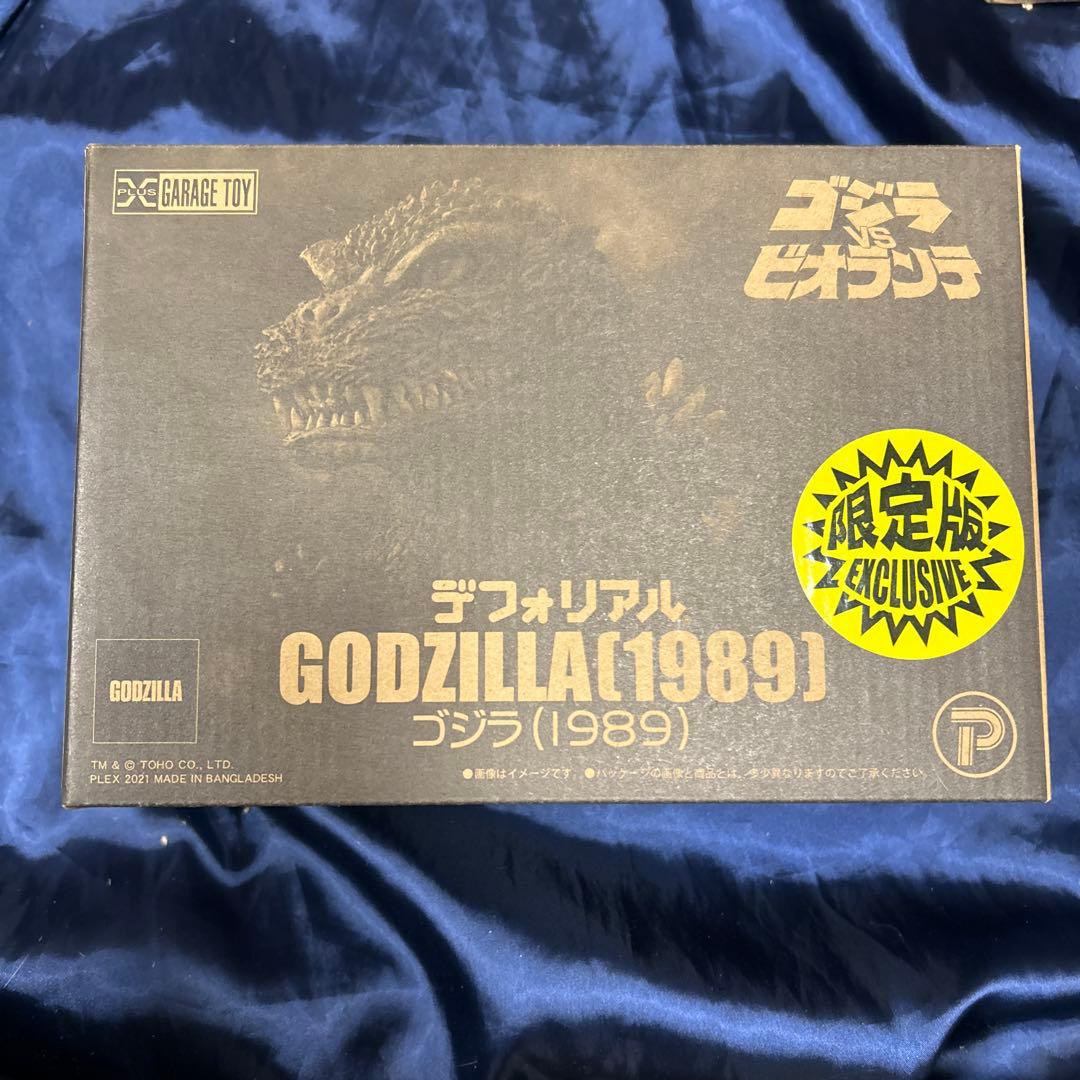 X PLUS GARAGE TOY
ゴジラ
VS
ビオランテ
限定版
EXCLUSIVE
デフォリアル
GODZILLA(1989)
ゴジラ(1989)
GODZILLA
TM & © TOHO CO., LTD.
PLEX 2021 MADE IN BANGLADESH
●画像はイメージです。 ●パッケージの画像と商品とは、多少異なりますのでご了承ください。
P